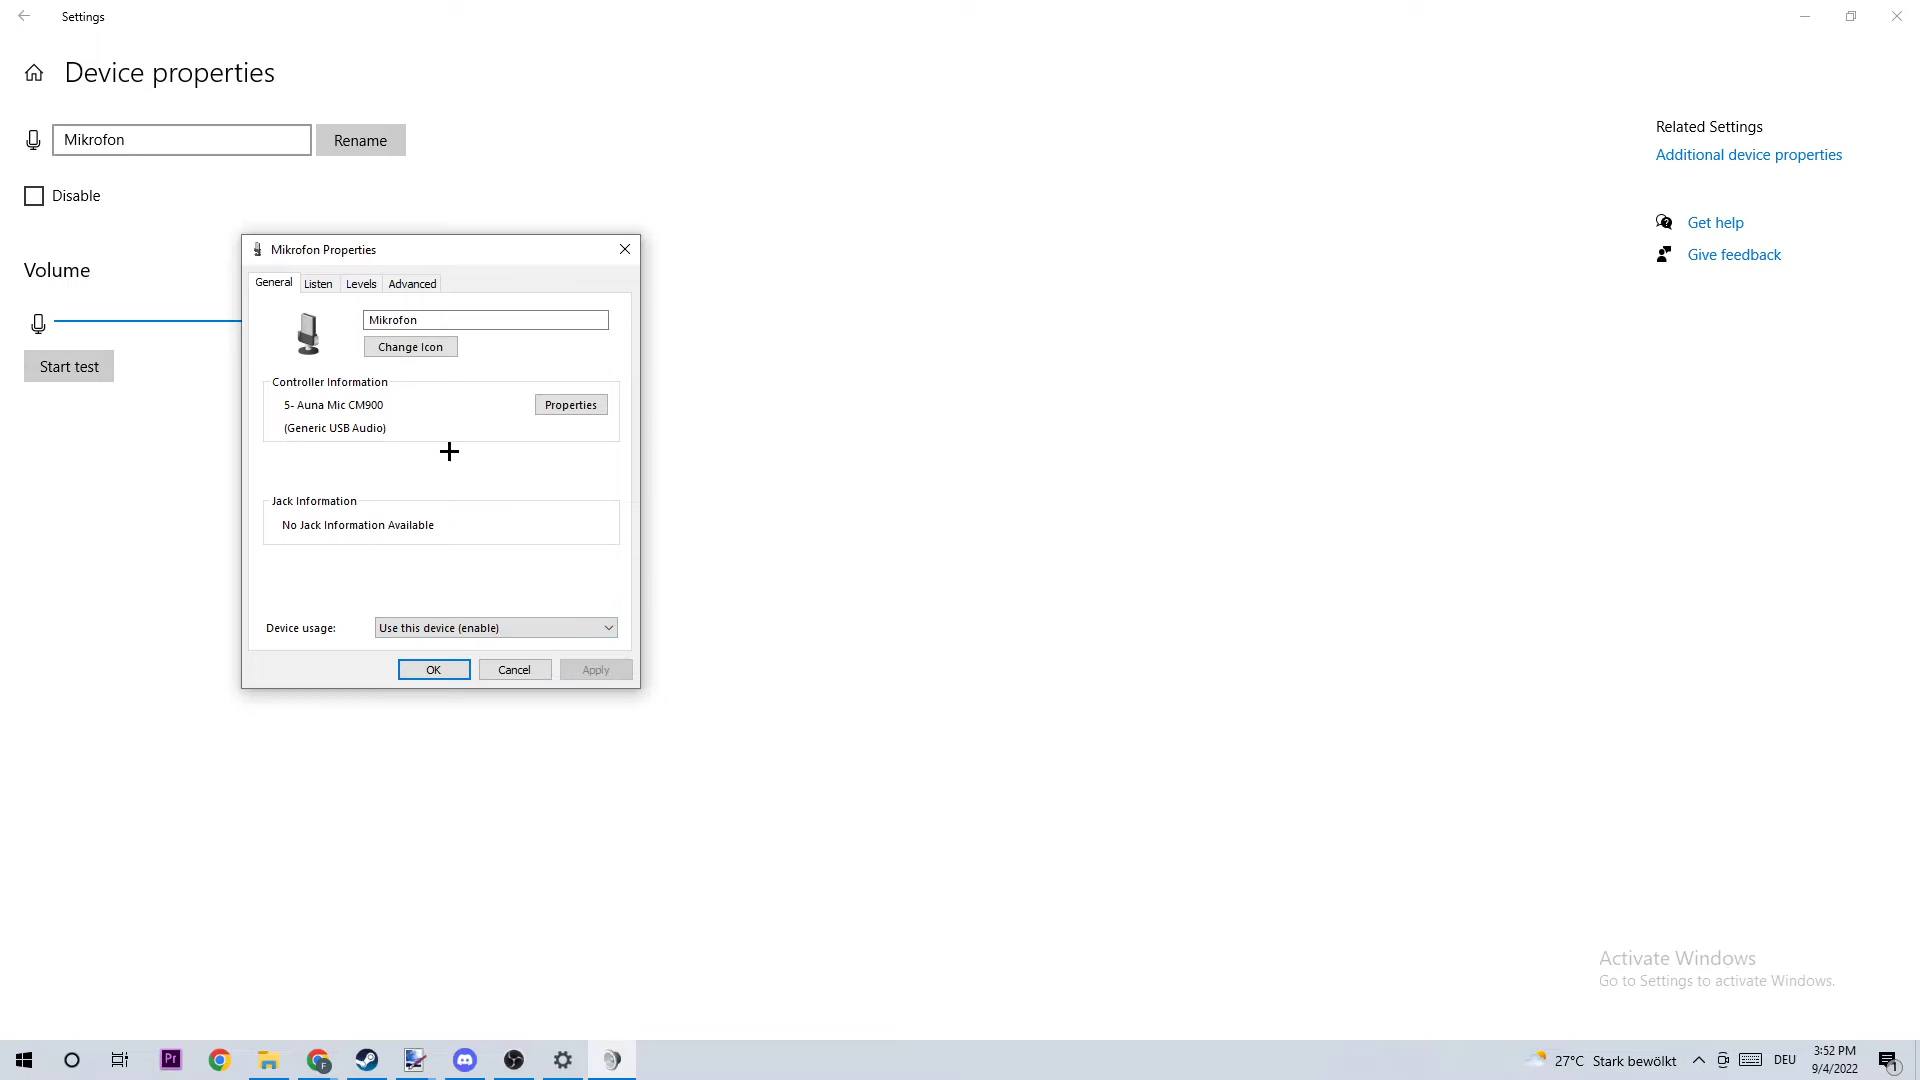 Settings
Device properties
Mikrofon
Rename
Disable
Volume
Start test
Related Settings
Additional device properties
Get help
Give feedback
Mikrofon Properties
General Listen Levels Advanced
Mikrofon
Change Icon
Controller Information
5- Auna Mic CM900
Properties
(Generic USB Audio)
Jack Information
No Jack Information Available
Device usage:
Use this device (enable)
OK
Cancel
Apply
Activate Windows
Go to Settings to activate Windows.
Pr
F
27°C Stark bewölkt
DEU
3:52 PM
9/4/2022
1